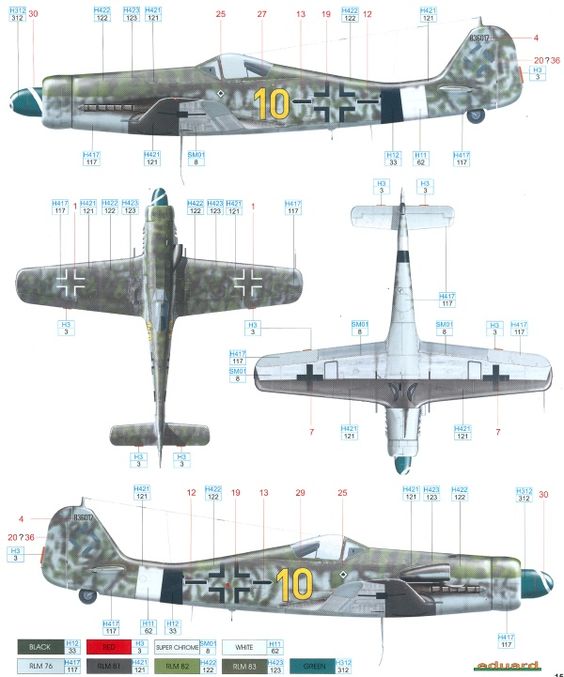 H312 312 30 H422 122 H423 123 H421 121 25 27 13 19 H422 122 12 H421 121
836017 4
20?36
H3 3
10
H417 117 H421 121 SM01 8 H12 33 H11 62 H417 117
H3 3 H3 3
H417 117 1 H421 121 H422 122 H423 123 H422 122 H423 123 H421 121 1 H417 117
H417 117
H3 3 H3 3
SM01 8 SM01 8 H3 3 H417 117
H417 117
SM01 8
7 H421 121 H421 121 7
H3 3 H3 3
H421 121 12 H422 122 19 13 29 25 H421 121 H423 123 H422 122 H312 312 30
4 836017
20?36
H3 3
10
H417 117 H11 62 H12 33 H417 117
BLACK H12 33 RED H3 3 SUPER CHROME SM01 8 WHITE H11 62
RLM 76 H417 117 RLM 81 H421 121 RLM 82 H422 122 RLM 83 H423 123 GREEN H312 312
eduard